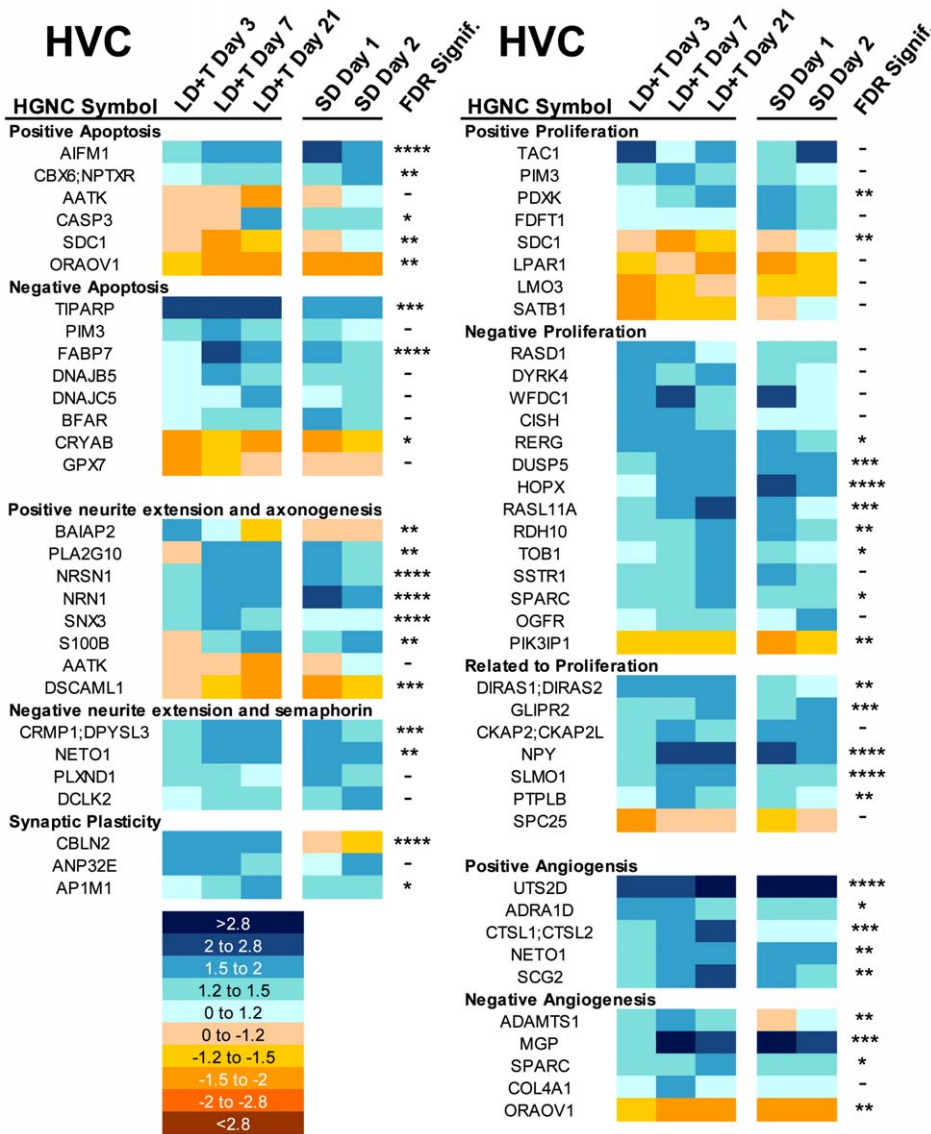 HVC
LD+T Day 3
LD+T Day 7
LD+T Day 21
SD Day 1
SD Day 2
FDR Signif.
HGNC Symbol
Positive Apoptosis
AIFM1 ****
CBX6;NPTXR **
AATK -
CASP3 *
SDC1 **
ORAOV1 **
Negative Apoptosis
TIPARP ***
PIM3 -
FABP7 ****
DNAJB5 -
DNAJC5 -
BFAR -
CRYAB *
GPX7 -
Positive neurite extension and axonogenesis
BAIAP2 **
PLA2G10 **
NRSN1 ****
NRN1 ****
SNX3 ****
S100B **
AATK -
DSCAML1 ***
Negative neurite extension and semaphorin
CRMP1;DPYSL3 ***
NETO1 **
PLXND1 -
DCLK2 -
Synaptic Plasticity
CBLN2 ****
ANP32E -
AP1M1 *
>2.8
2 to 2.8
1.5 to 2
1.2 to 1.5
0 to 1.2
0 to -1.2
-1.2 to -1.5
-1.5 to -2
-2 to -2.8
<2.8
HVC
LD+T Day 3
LD+T Day 7
LD+T Day 21
SD Day 1
SD Day 2
FDR Signif.
HGNC Symbol
Positive Proliferation
TAC1 -
PIM3 -
PDXK **
FDFT1 -
SDC1 **
LPAR1 -
LMO3 -
SATB1 -
Negative Proliferation
RASD1 -
DYRK4 -
WFDC1 -
CISH -
RERG *
DUSP5 ***
HOPX ****
RASL11A ***
RDH10 **
TOB1 *
SSTR1 -
SPARC *
OGFR -
PIK3IP1 **
Related to Proliferation
DIRAS1;DIRAS2 **
GLIPR2 ***
CKAP2;CKAP2L -
NPY ****
SLMO1 ****
PTPLB **
SPC25 -
Positive Angiogensis
UTS2D ****
ADRA1D *
CTSL1;CTSL2 ***
NETO1 **
SCG2 **
Negative Angiogenesis
ADAMTS1 **
MGP ***
SPARC *
COL4A1 -
ORAOV1 **